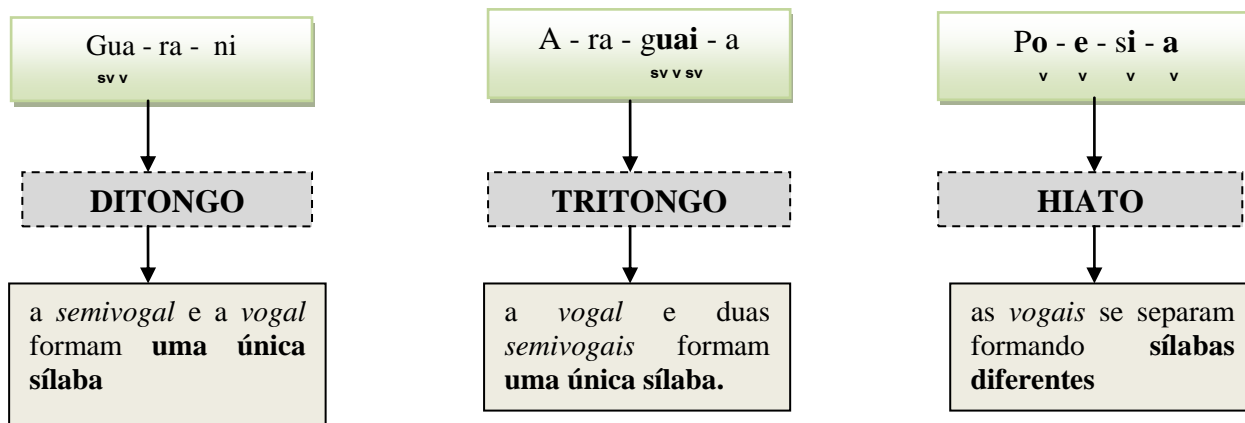 Gua - ra - ni
sv v
DITONGO
a semivogal e a vogal
formam uma única
sílaba
A - ra - guai - a
sv v sv
TRITONGO
a vogal e duas
semivogais formam
uma única sílaba.
Po - e - si - a
v v v v
HIATO
as vogais se separam
formando sílabas
diferentes